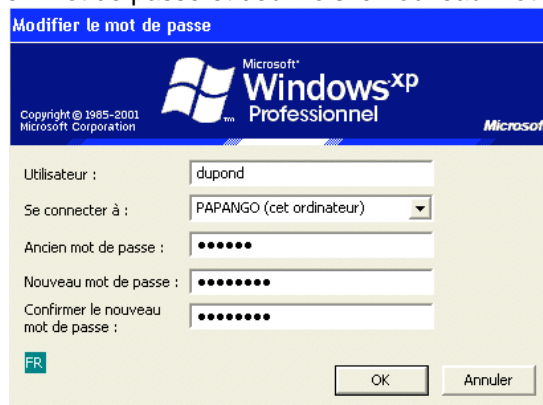 Modifier le mot de passe
Microsoft
Windows xp
Professionnel
Copyright © 1985-2001
Microsoft Corporation
Microsof
Utilisateur : dupond
Se connecter à : PAPANGO (cet ordinateur)
Ancien mot de passe : ●●●●●●
Nouveau mot de passe : ●●●●●●●●
Confirmer le nouveau
mot de passe : ●●●●●●●●
FR
OK Annuler